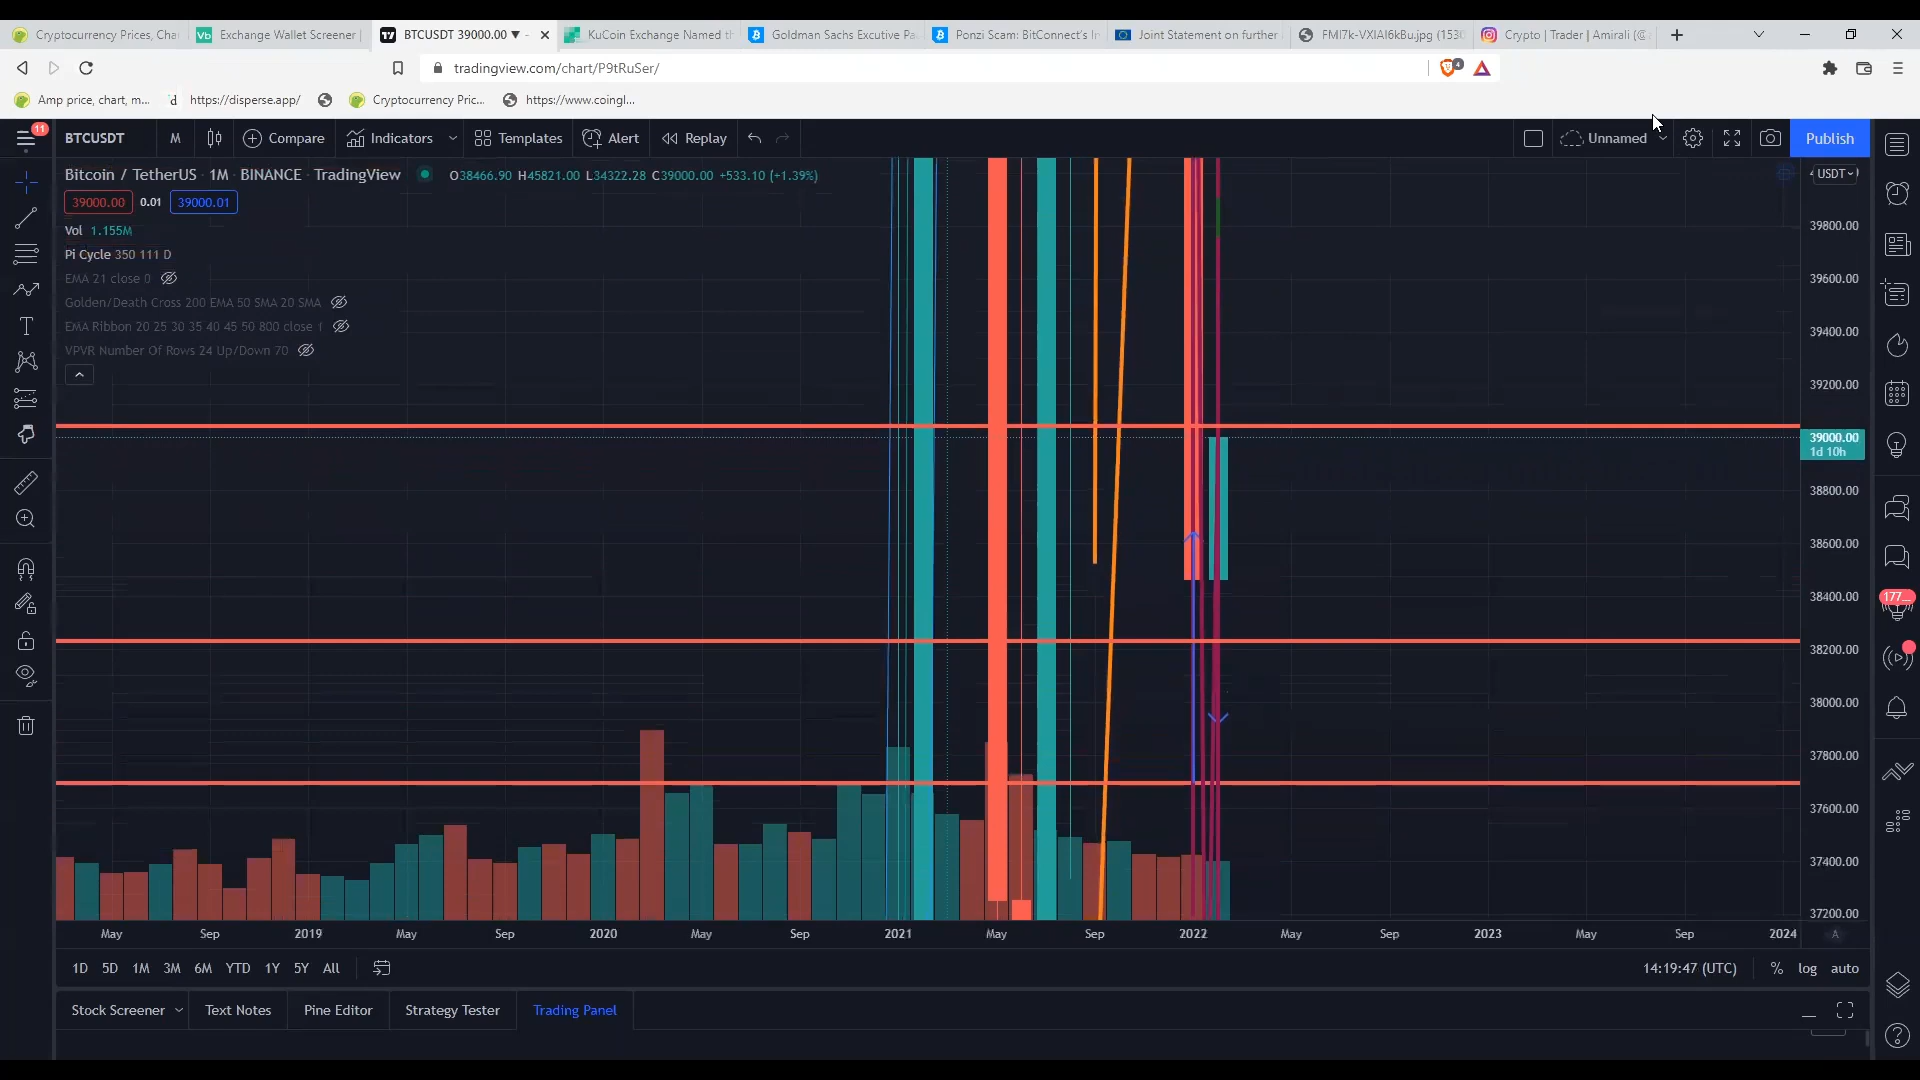 Cryptocurrency Prices, Cha
Exchange Wallet Screener
BTCUSDT 39000.00 ▼ -
KuCoin Exchange Named t
Goldman Sachs Excutive Pa
Ponzi Scam: BitConnect's In
Joint Statement on further
FMI7k-VXIAI6kBu.jpg (1530
Crypto | Trader | Amirali (@
tradingview.com/chart/P9tRuSer/
4
Amp price, chart, m...
https://disperse.app/
Cryptocurrency Pric...
https://www.coingl...
11
BTCUSDT
M
Compare
Indicators
Templates
Alert
Replay
Unnamed
Publish
Bitcoin / TetherUS · 1M · BINANCE · TradingView
O38466.90 H45821.00 L34322.28 C39000.00 +533.10 (+1.39%)
USDT
39000.00 0.01 39000.01
Vol 1.155M
Pi Cycle 350 111 D
EMA 21 close 0
Golden/Death Cross 200 EMA 50 SMA 20 SMA
EMA Ribbon 20 25 30 35 40 45 50 800 close 1
VPVR Number Of Rows 24 Up/Down 70
39800.00
39600.00
39400.00
39200.00
39000.00
1d 10h
38800.00
38600.00
38400.00
38200.00
38000.00
37800.00
37600.00
37400.00
37200.00
177...
May Sep 2019 May Sep 2020 May Sep 2021 May Sep 2022 May Sep 2023 May Sep 2024
A
1D 5D 1M 3M 6M YTD 1Y 5Y All
14:19:47 (UTC) % log auto
Stock Screener Text Notes Pine Editor Strategy Tester Trading Panel